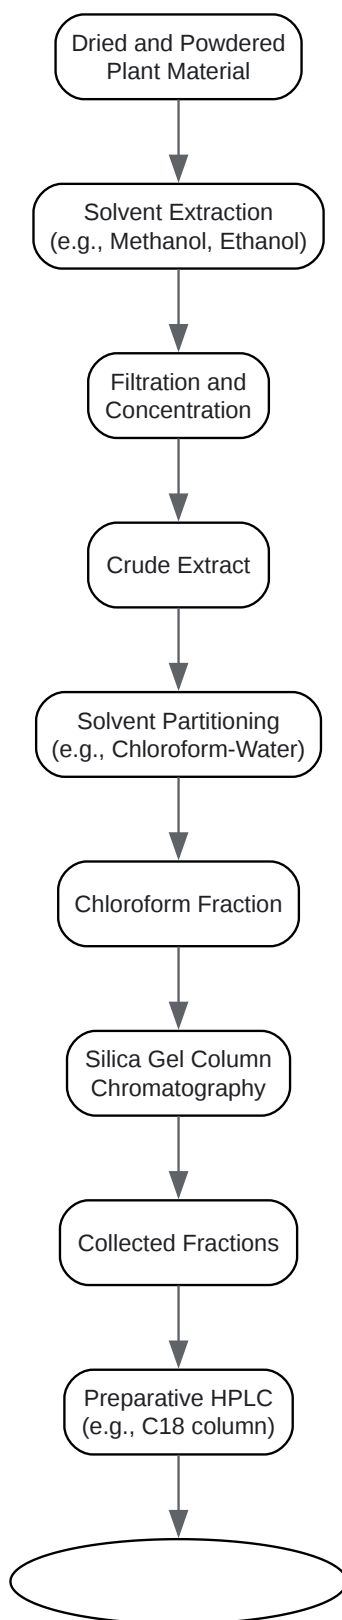 Dried and Powdered
Plant Material
Solvent Extraction
(e.g., Methanol, Ethanol)
Filtration and
Concentration
Crude Extract
Solvent Partitioning
(e.g., Chloroform-Water)
Chloroform Fraction
Silica Gel Column
Chromatography
Collected Fractions
Preparative HPLC
(e.g., C18 column)